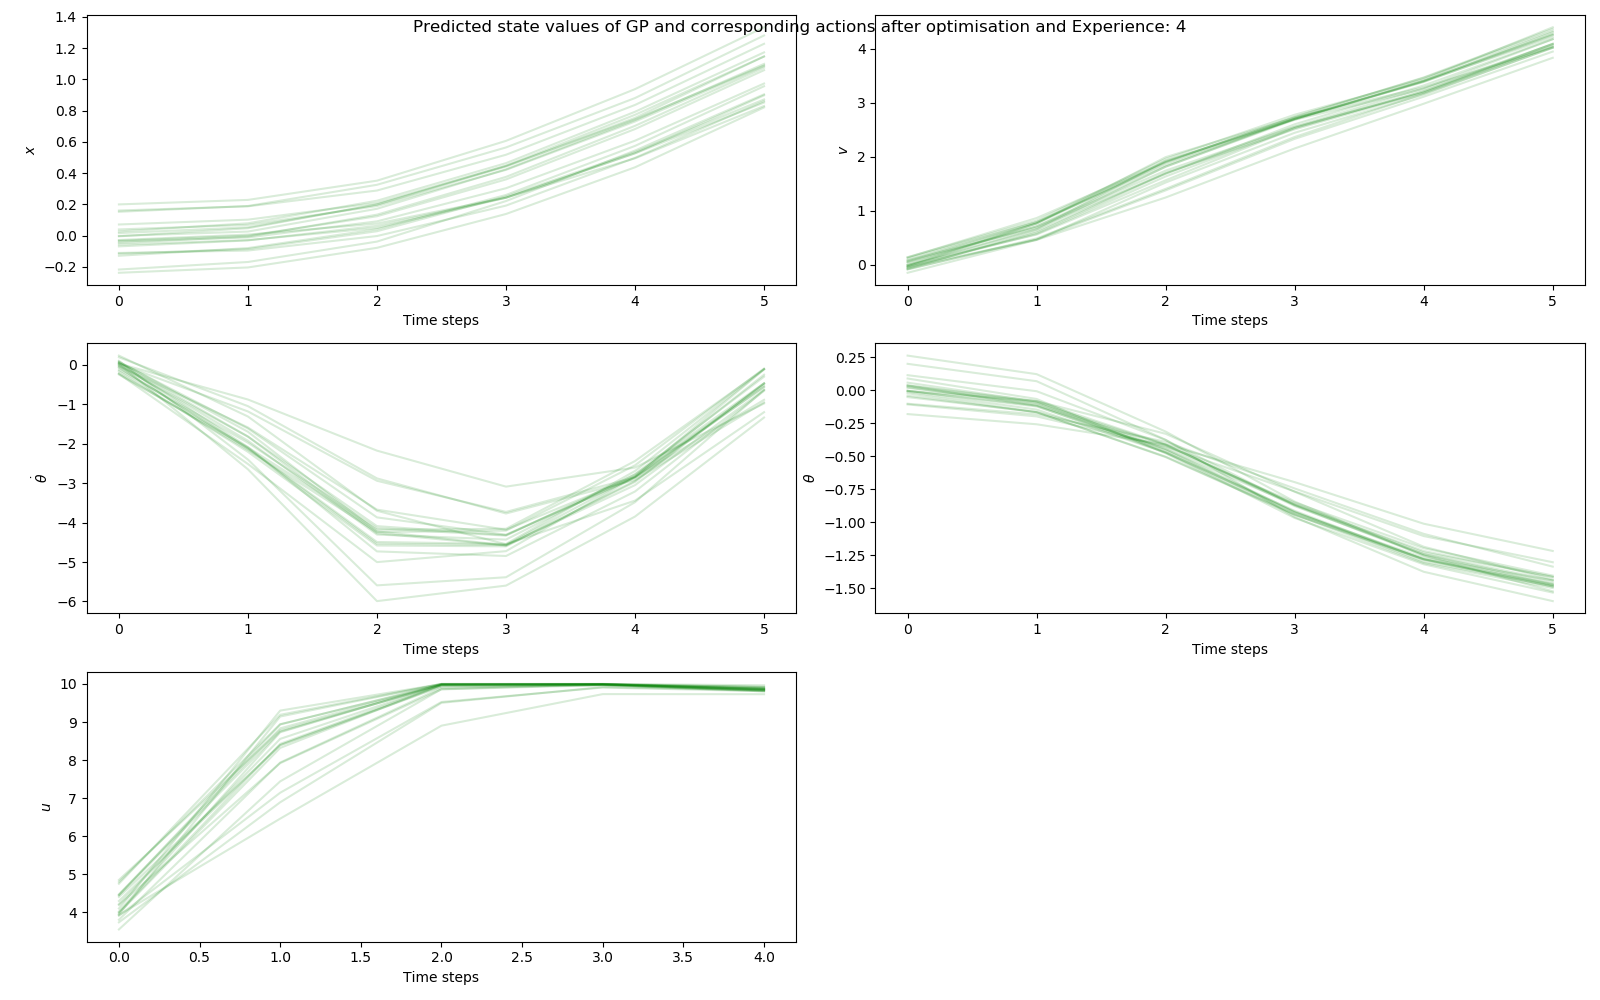 Predicted state values of GP and corresponding actions after optimisation and Experience: 4
1.4
1.2
1.0
0.8
0.6
0.4
0.2
0.0
−0.2
x
0 1 2 3 4 5
Time steps
4
3
2
1
0
v
0 1 2 3 4 5
Time steps
0
−1
−2
−3
−4
−5
−6
θ̇
0 1 2 3 4 5
Time steps
0.25
0.00
−0.25
−0.50
−0.75
−1.00
−1.25
−1.50
θ
0 1 2 3 4 5
Time steps
10
9
8
7
6
5
4
u
0.0 0.5 1.0 1.5 2.0 2.5 3.0 3.5 4.0
Time steps